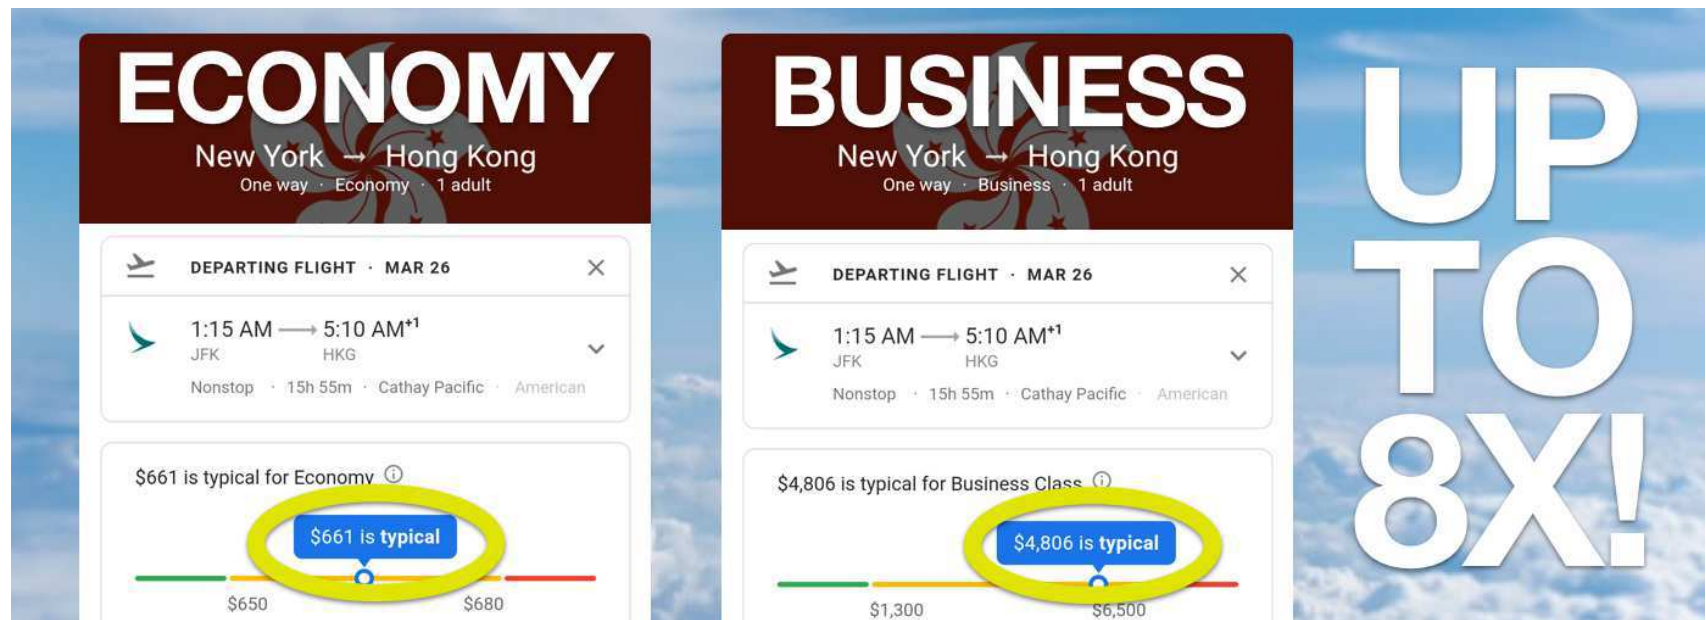 ECONOMY
New York → Hong Kong
One way · Economy · 1 adult
DEPARTING FLIGHT · MAR 26
1:15 AM → 5:10 AM+1
JFK HKG
Nonstop · 15h 55m · Cathay Pacific · American
$661 is typical for Economy
$661 is typical
$650 $680
BUSINESS
New York → Hong Kong
One way · Business · 1 adult
DEPARTING FLIGHT · MAR 26
1:15 AM → 5:10 AM+1
JFK HKG
Nonstop · 15h 55m · Cathay Pacific · American
$4,806 is typical for Business Class
$4,806 is typical
$1,300 $6,500
UP
TO
8X!